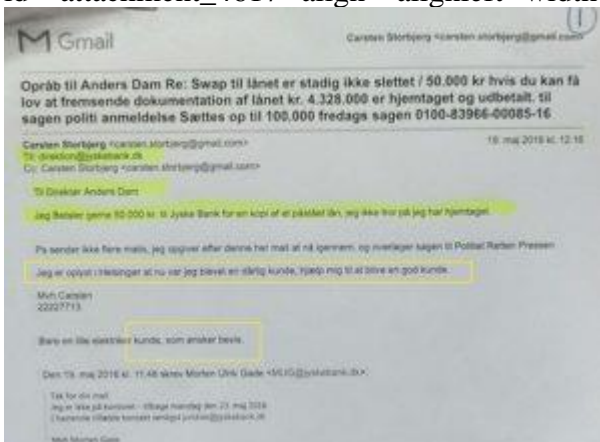 1
Gmail
Carsten Storbjerg <carsten.storbjerg@gmail.com>
Opråb til Anders Dam Re: Swap til lånet er stadig ikke slettet / 50.000 kr hvis du kan få
lov at fremsende dokumentation af lånet kr. 4.328.000 er hjemtaget og udbetalt. til
sagen politi anmeldelse Sættes op til 100,000 fredags sagen 0100-83966-00085-16
Carsten Storbjerg <carsten.storbjerg@gmail.com>
19. maj 2016 kl. 12.16
Til: direktion@jyskebank.dk
Cc: Carsten Storbjerg <carsten.storbjerg@gmail.com>
Til Direktør Anders Dam
Jeg Betaler gerne 50.000 kr. til Jyske Bank for en kopi af et påstået lån, jeg ikke tror på jeg har hjemtaget.
Ps sender ikke flere mails, jeg opgiver efter denne her mail at nå igennem, og overlager sagen til Politiet Retten Pressen
Jeg er oplyst i Helsingør at nu var jeg blevet en dårlig kunde, hjælp mig til at blive en god kunde.
Mvh Carsten
22227713
Bare en lille elektriker kunde, som ønsker bevis.
Den 19. maj 2016 kl. 11.48 skrev Morten Ulrik Gade <MUG@jyskebank.dk>:
Tak for din mail
Jeg er ikke på kontoret - tilbage mandag den 23. maj 2016
Mvh Morten Gade